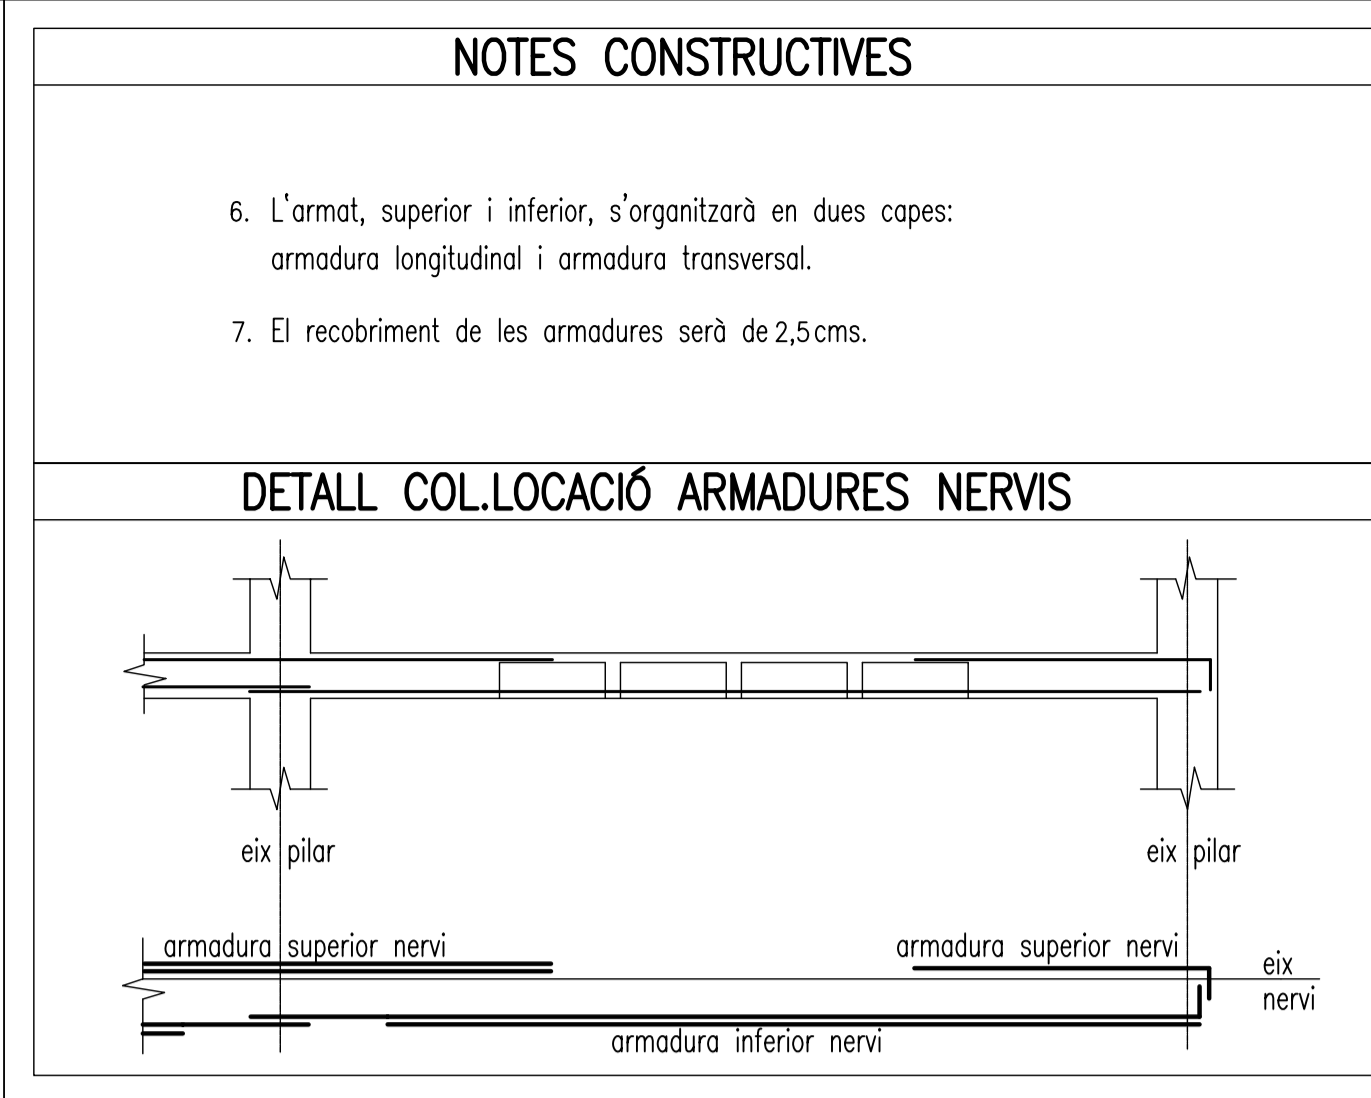 NOTES CONSTRUCTIVES
6. L‘armat, superior i inferior, s’organitzarà en dues capes:
armadura longitudinal i armadura transversal.
7. El recobriment de les armadures serà de 2,5 cms.
DETALL COL.LOCACIÓ ARMADURES NERVIS
eix pilar
eix pilar
armadura superior nervi
armadura superior nervi
eix
nervi
armadura inferior nervi